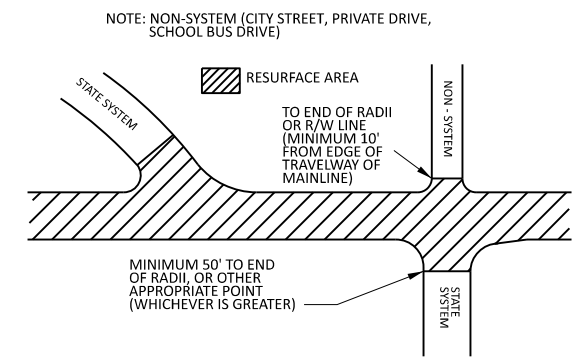 NOTE: NON-SYSTEM (CITY STREET, PRIVATE DRIVE,
SCHOOL BUS DRIVE)
RESURFACE AREA
STATE SYSTEM
TO END OF RADII
OR R/W LINE
(MINIMUM 10'
FROM EDGE OF
TRAVELWAY OF
MAINLINE)
NON - SYSTEM
MINIMUM 50' TO END
OF RADII, OR OTHER
APPROPRIATE POINT
(WHICHEVER IS GREATER)
STATE
SYSTEM